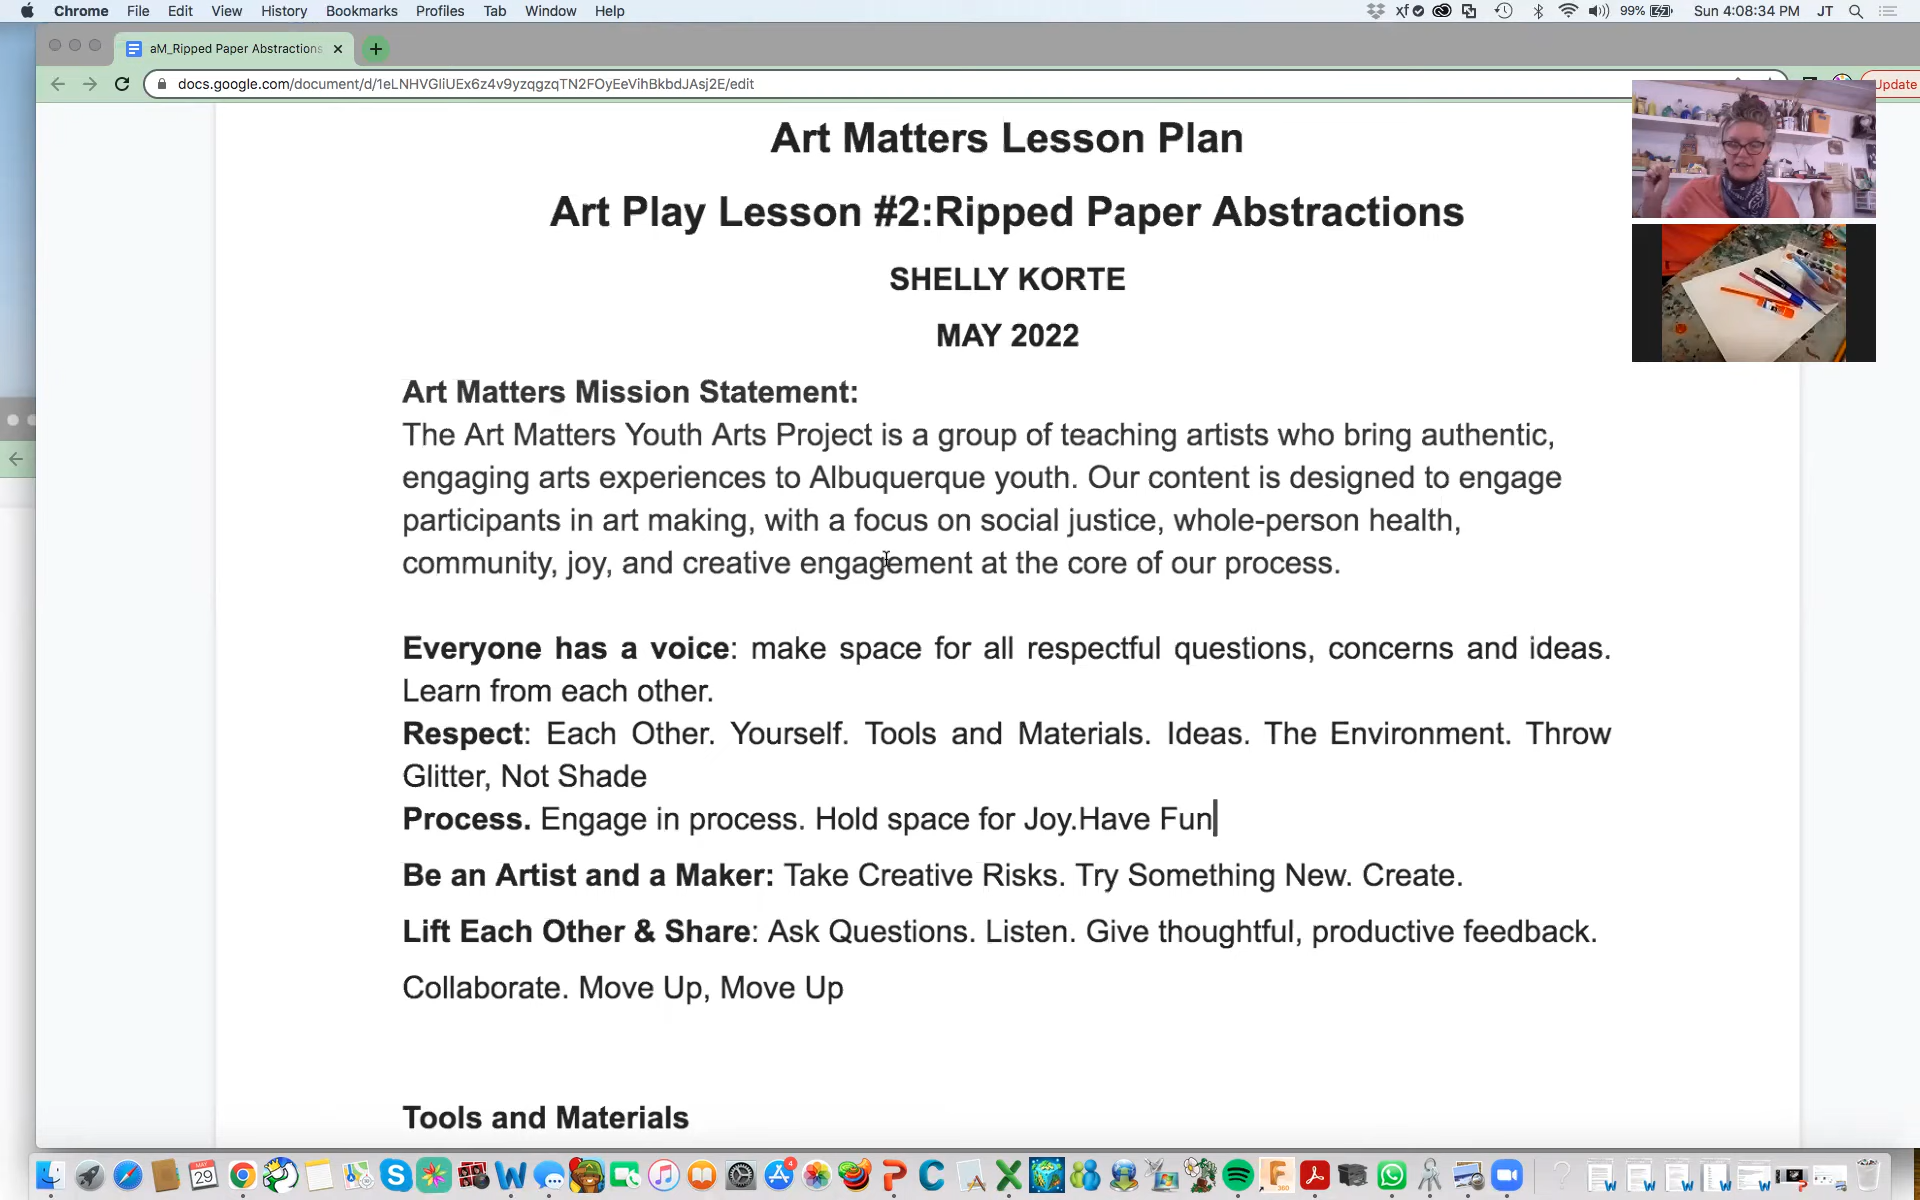 Chrome File Edit View History Bookmarks Profiles Tab Window Help
99% Sun 4:08:34 PM JT
aM_Ripped Paper Abstractions
docs.google.com/document/d/1eLNHVGliUEx6z4v9yzqgzqTN2FOyEeVihBkbdJAsj2E/edit
Update
Art Matters Lesson Plan
Art Play Lesson #2:Ripped Paper Abstractions
SHELLY KORTE
MAY 2022
Art Matters Mission Statement:
The Art Matters Youth Arts Project is a group of teaching artists who bring authentic,
engaging arts experiences to Albuquerque youth. Our content is designed to engage
participants in art making, with a focus on social justice, whole-person health,
community, joy, and creative engagement at the core of our process.
Everyone has a voice: make space for all respectful questions, concerns and ideas.
Learn from each other.
Respect: Each Other. Yourself. Tools and Materials. Ideas. The Environment. Throw
Glitter, Not Shade
Process. Engage in process. Hold space for Joy.Have Fun
Be an Artist and a Maker: Take Creative Risks. Try Something New. Create.
Lift Each Other & Share: Ask Questions. Listen. Give thoughtful, productive feedback.
Collaborate. Move Up, Move Up
Tools and Materials